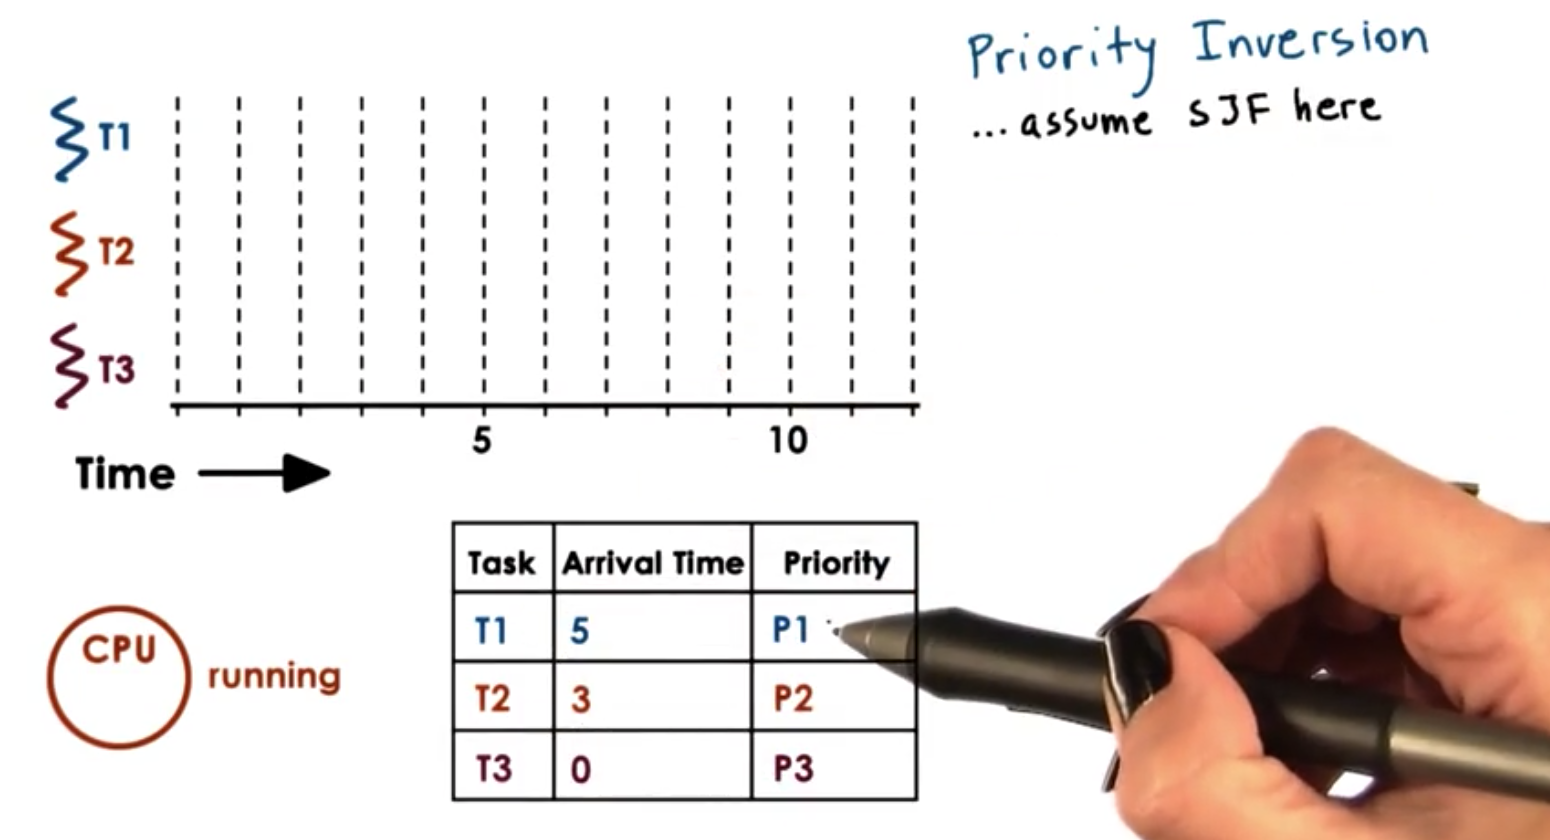 Priority Inversion
... assume SJF here
T1
T2
T3
5 10
Time
Task Arrival Time Priority
T1 5 P1
T2 3 P2
T3 0 P3
CPU
running